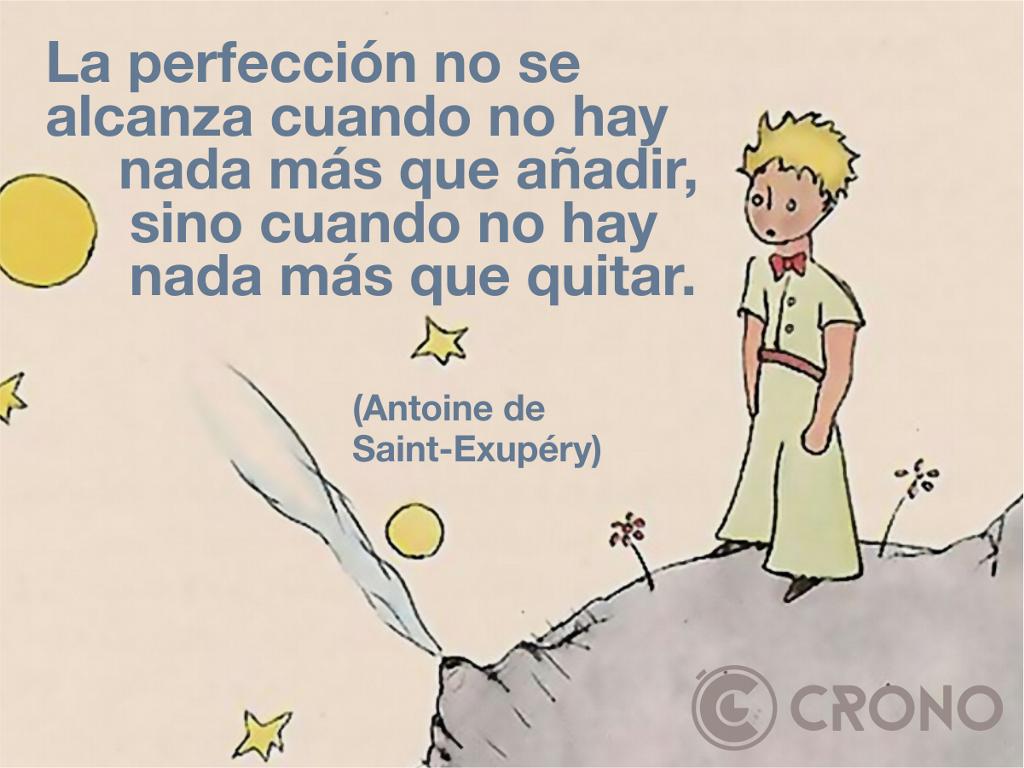 La perfección no se
alcanza cuando no hay
nada más que añadir,
sino cuando no hay
nada más que quitar.
(Antoine de
Saint-Exupéry)
CRONO